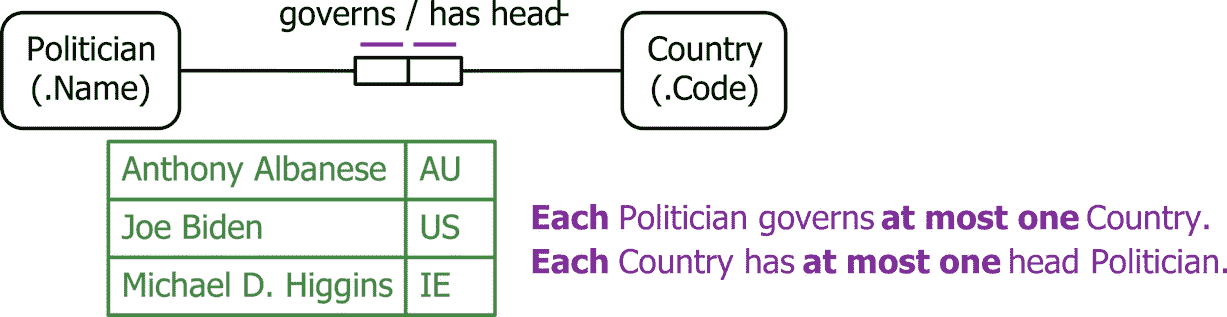 governs / has head-
Politician
(.Name)
Country
(.Code)
Anthony Albanese AU
Joe Biden US
Michael D. Higgins IE
Each Politician governs at most one Country.
Each Country has at most one head Politician.